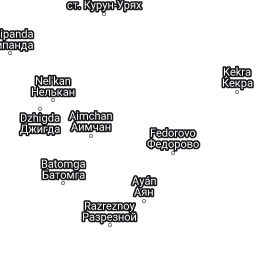 ст. Курун-Урях
ipanda
ипанда
Kekra
Кекра
Nel'kan
Нелькан
Dzhigda
Джигда
Aimchan
Аимчан
Fedorovo
Федорово
Batomga
Батомга
Ayán
Аян
Razreznoy
Разрезной